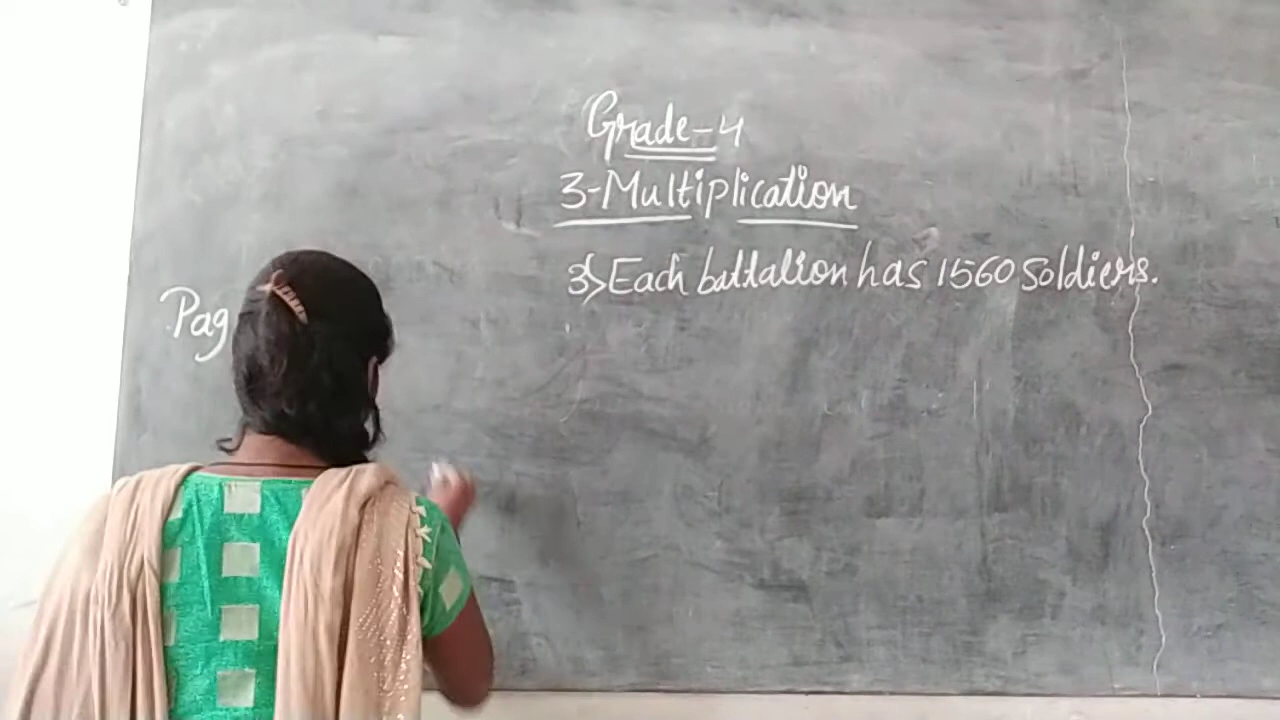 Grade-4
3-Multiplication
3) Each battalion has 1560 Soldiers.
Pag